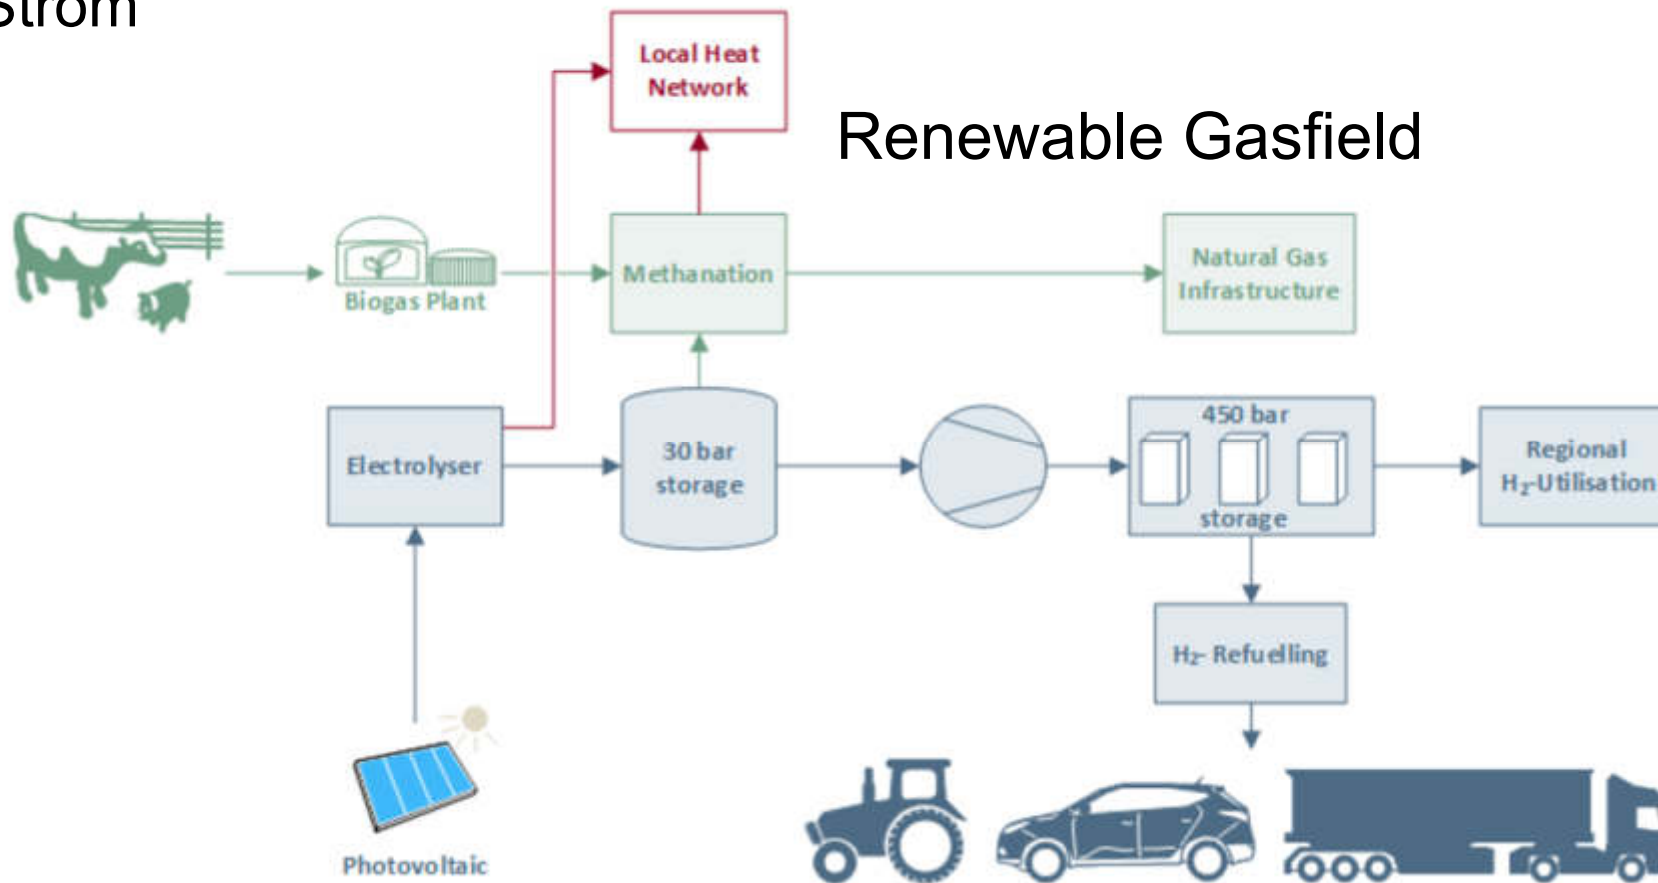 Strom
Local Heat
Network
Renewable Gasfield
Biogas Plant
Methanation
Natural Gas
Infrastructure
Electrolyser
30 bar
storage
450 bar
storage
Regional
H₂-Utilisation
H₂- Refuelling
Photovoltaic